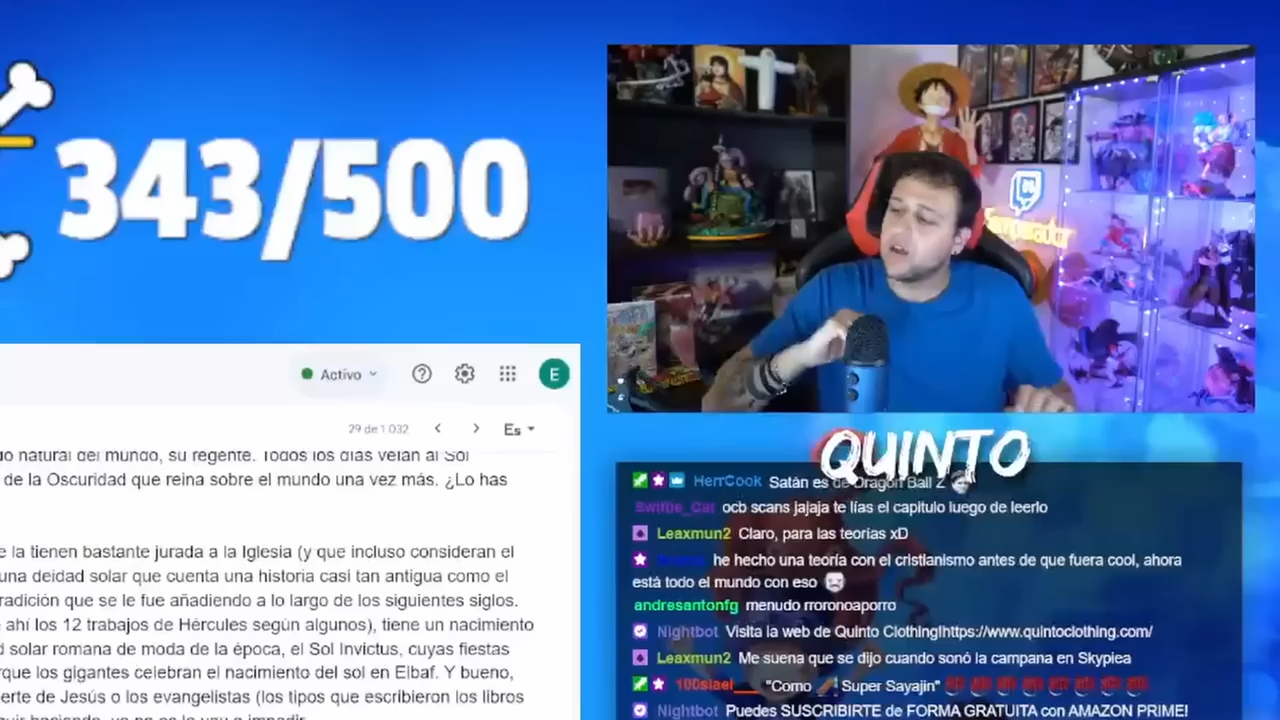 343/500
Activo
E
29 de 1.032
Es
do natural del mundo, su regente. Todos los días veían al Sol
de la Oscuridad que reina sobre el mundo una vez más. ¿Lo has
e la tienen bastante jurada a la Iglesia (y que incluso consideran el
una deidad solar que cuenta una historia casi tan antigua como el
radición que se le fue añadiendo a lo largo de los siguientes siglos.
ahí los 12 trabajos de Hércules según algunos), tiene un nacimiento
d solar romana de moda de la época, el Sol Invictus, cuyas fiestas
rque los gigantes celebran el nacimiento del sol en Elbaf. Y bueno,
erte de Jesús o los evangelistas (los tipos que escribieron los libros
QUINTO
HerrCook Satán es de Dragon Ball Z
Swiftie_Cat ocb scans jajaja te lías el capitulo luego de leerlo
Leaxmun2 Claro, para las teorías xD
he hecho una teoría con el cristianismo antes de que fuera cool, ahora
está todo el mundo con eso
andresantonfg menudo rroronoaporro
Nightbot Visita la web de Quinto Clothing!https://www.quintoclothing.com/
Leaxmun2 Me suena que se dijo cuando sonó la campana en Skypiea
"Como Super Sayajin"
Nightbot Puedes SUSCRIBIRTE de FORMA GRATUITA con AMAZON PRIME!